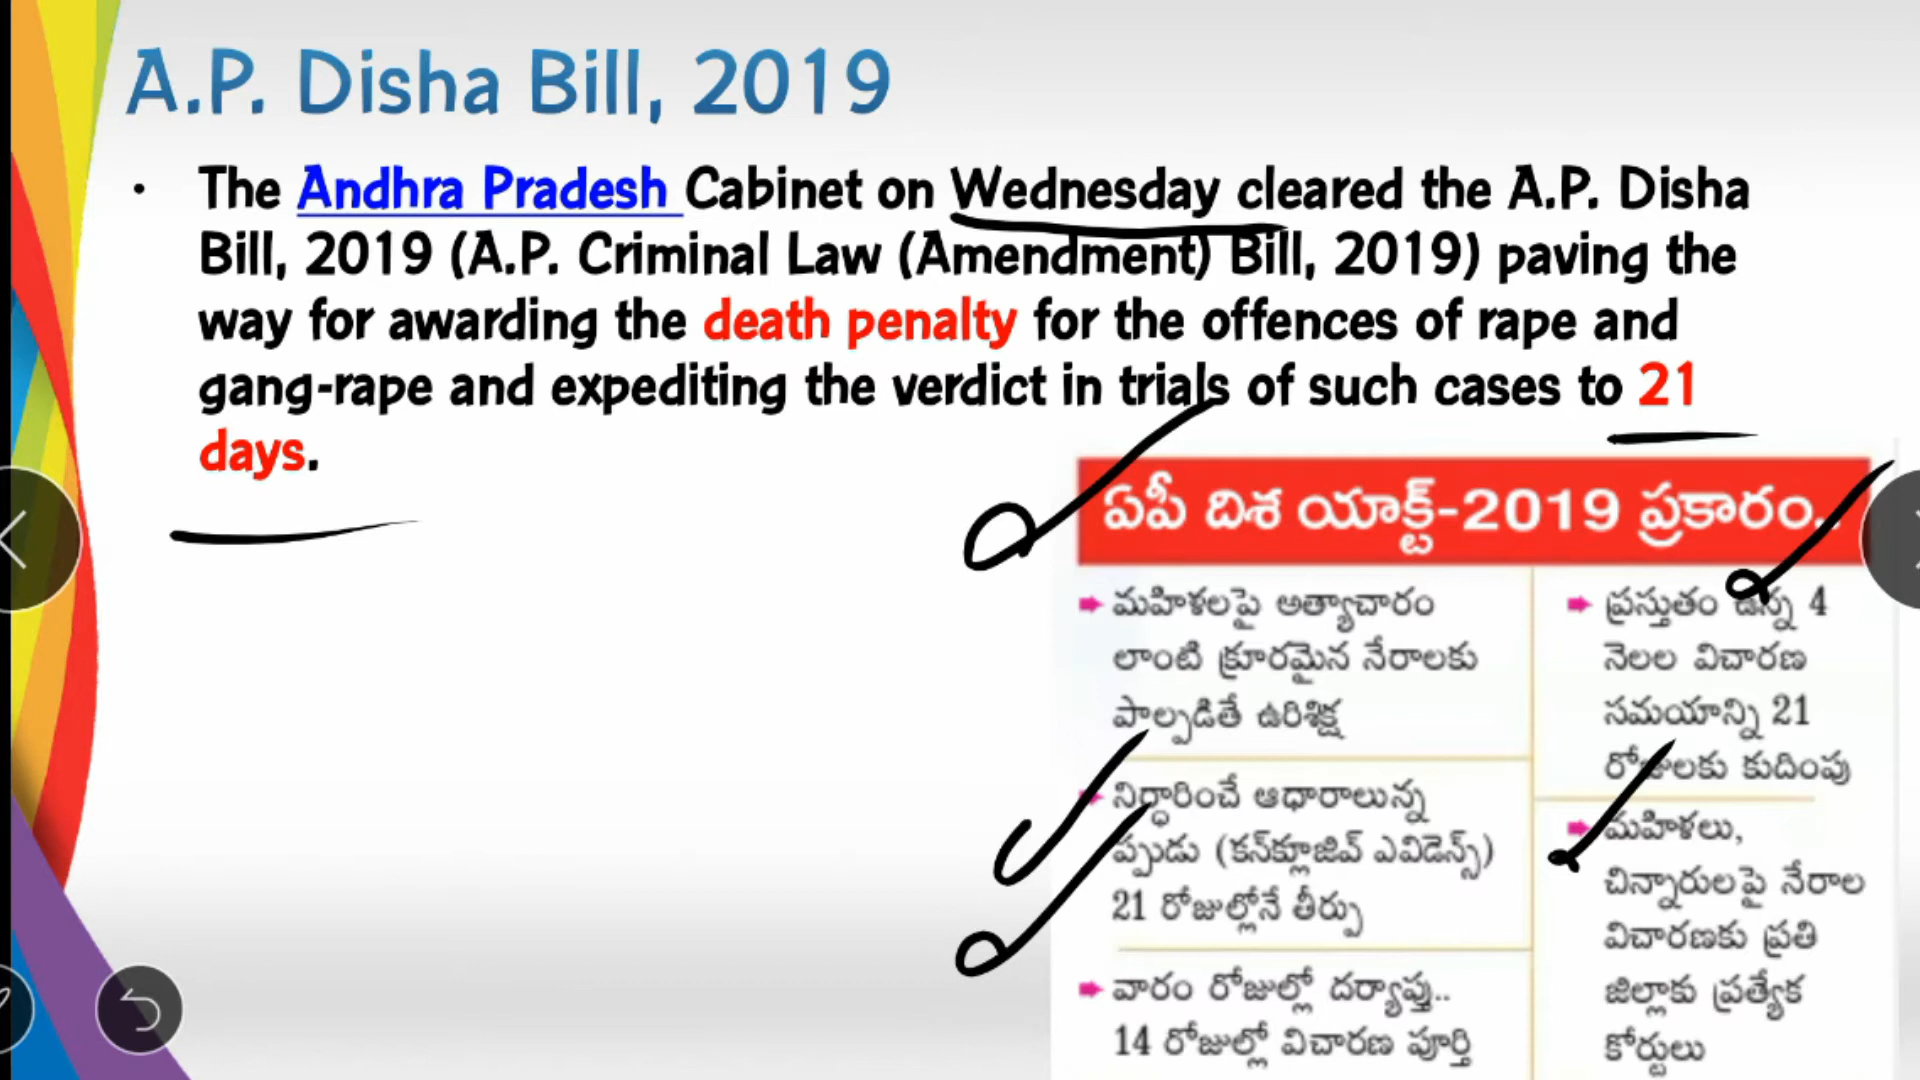 A.P. Disha Bill, 2019
• The Andhra Pradesh Cabinet on Wednesday cleared the A.P. Disha
Bill, 2019 (A.P. Criminal Law (Amendment) Bill, 2019) paving the
way for awarding the death penalty for the offences of rape and
gang-rape and expediting the verdict in trials of such cases to 21
days.
ఏపీ దిశ యాక్ట్-2019 ప్రకారం..
మహిళలపై అత్యాచారం
లాంటి క్రూరమైన నేరాలకు
పాల్పడితే ఉరిశిక్ష
నిర్ధారించే ఆధారాలున్న
ప్పుడు (కన్‌క్లూజివ్ ఎవిడెన్స్)
21 రోజుల్లోనే తీర్పు
వారం రోజుల్లో దర్యాప్తు..
14 రోజుల్లో విచారణ పూర్తి
ప్రస్తుతం ఉన్న 4
నెలల విచారణ
సమయాన్ని 21
రోజులకు కుదింపు
మహిళలు,
చిన్నారులపై నేరాల
విచారణకు ప్రతి
జిల్లాకు ప్రత్యేక
కోర్టులు